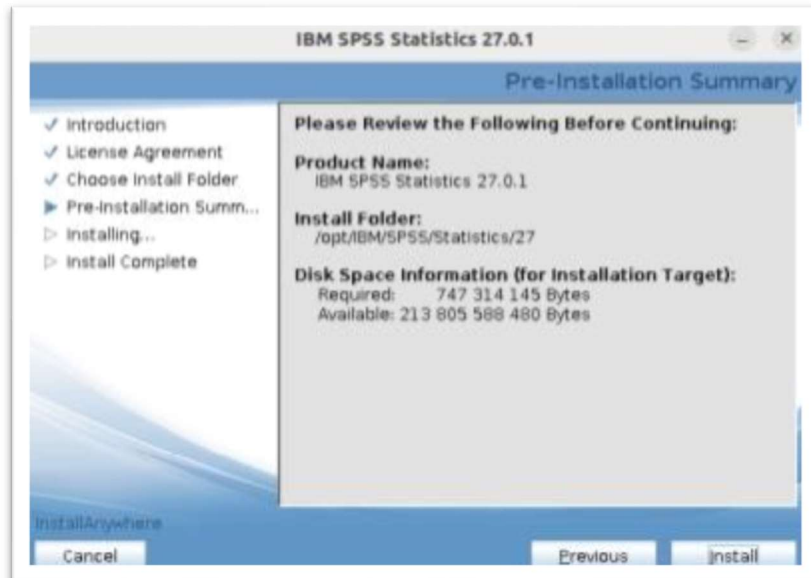 IBM SPSS Statistics 27.0.1
Pre-Installation Summary
Introduction
License Agreement
Choose Install Folder
Pre-Installation Summ...
Installing...
Install Complete
Please Review the Following Before Continuing:
Product Name:
IBM SPSS Statistics 27.0.1
Install Folder:
/opt/IBM/SPSS/Statistics/27
Disk Space Information (for Installation Target):
Required: 747 314 145 Bytes
Available: 213 805 588 480 Bytes
InstallAnywhere
Cancel
Previous
Install